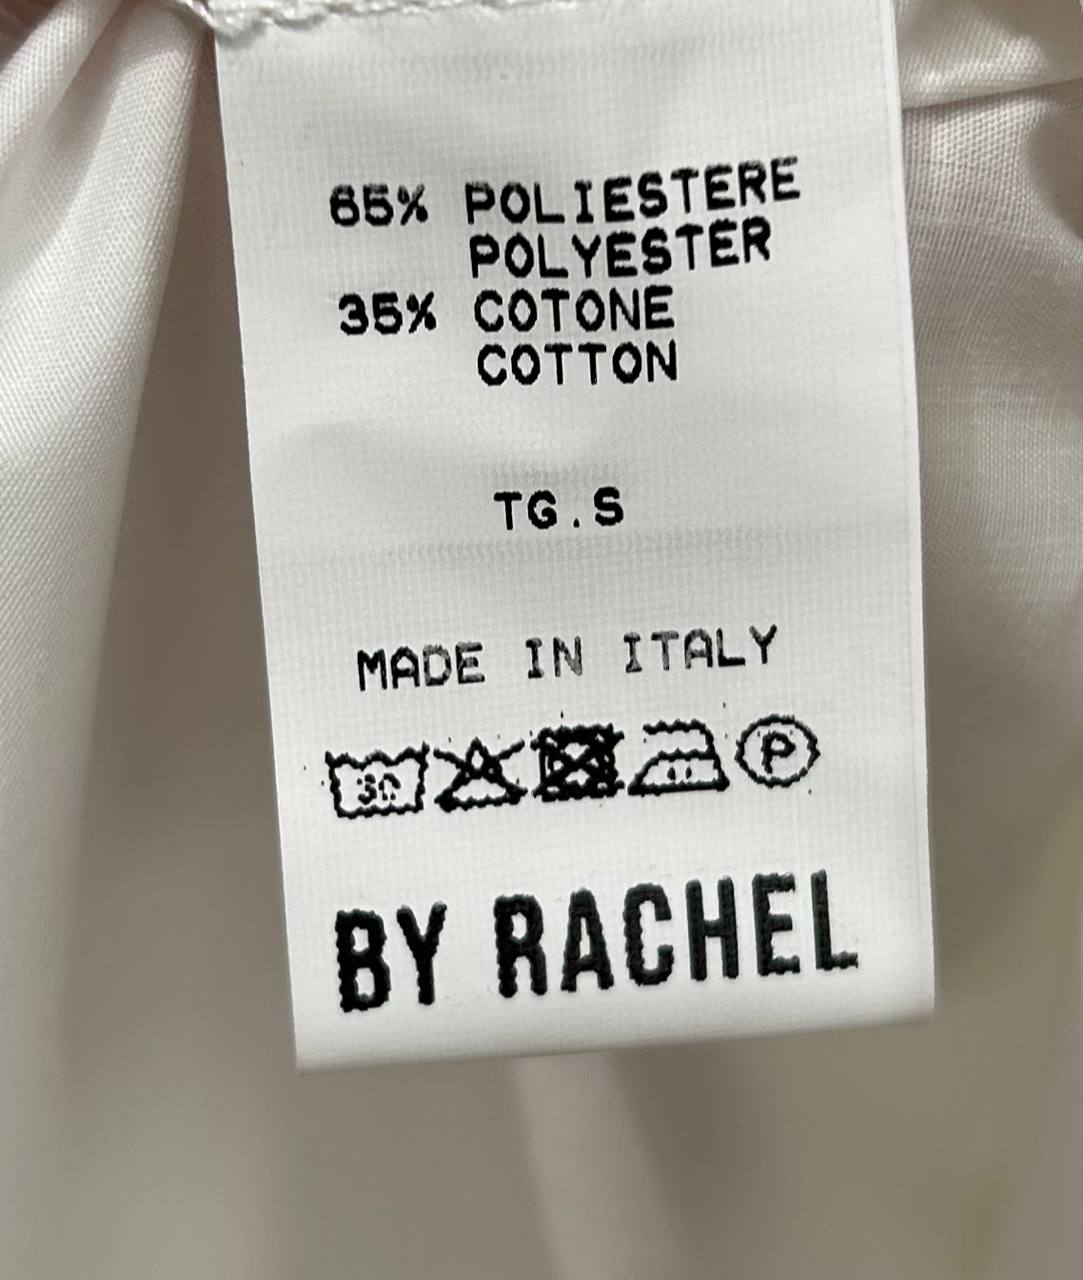 65% POLIESTERE
POLYESTER
35% COTONE
COTTON
TG.S
MADE IN ITALY
30 P
BY RACHEL